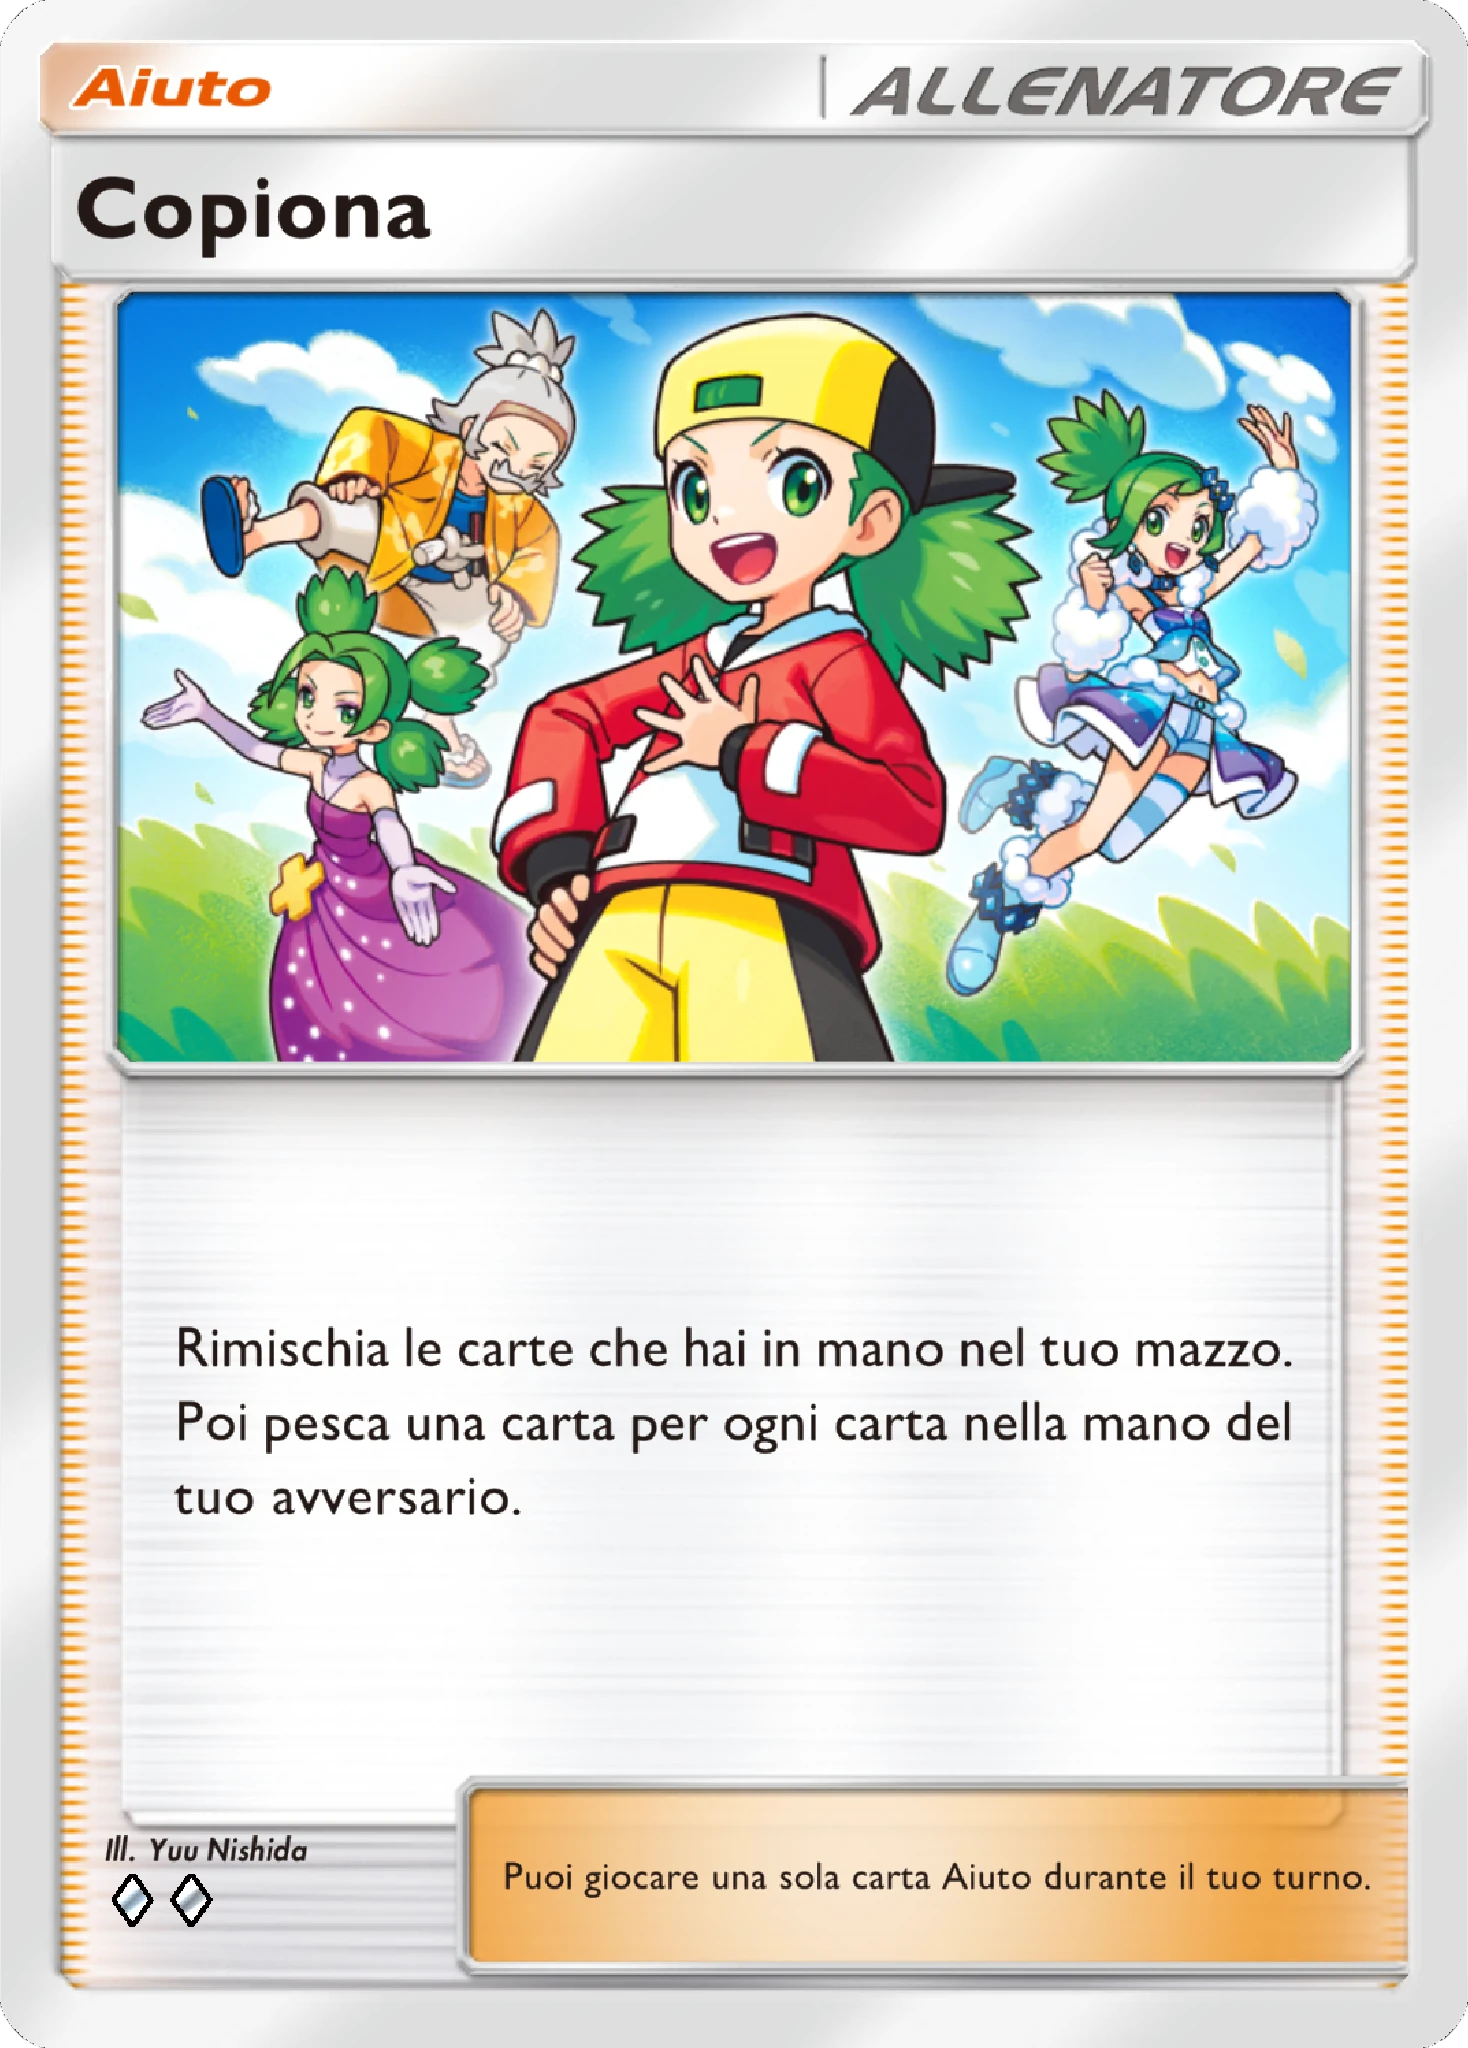 Aiuto
ALLENATORE
Copiona
Rimischia le carte che hai in mano nel tuo mazzo.
Poi pesca una carta per ogni carta nella mano del
tuo avversario.
Ill. Yuu Nishida
Puoi giocare una sola carta Aiuto durante il tuo turno.